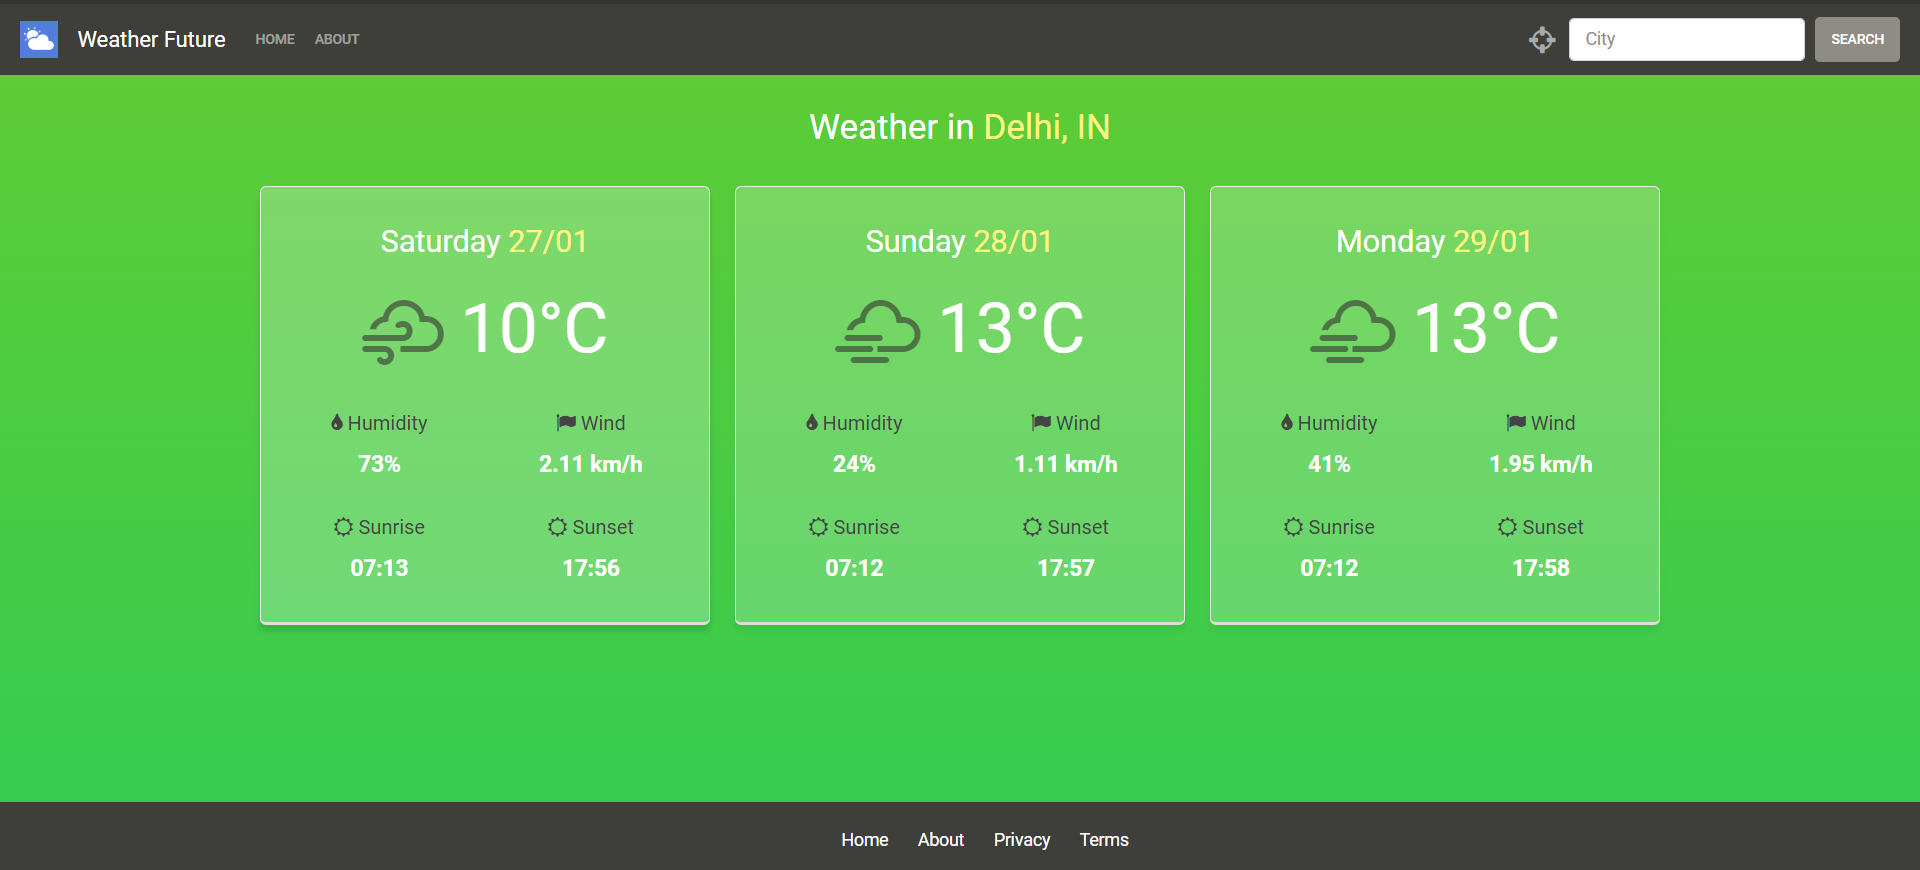 Weather Future HOME ABOUT City SEARCH
Weather in Delhi, IN
Saturday 27/01
10°C
Humidity Wind
73% 2.11 km/h
Sunrise Sunset
07:13 17:56
Sunday 28/01
13°C
Humidity Wind
24% 1.11 km/h
Sunrise Sunset
07:12 17:57
Monday 29/01
13°C
Humidity Wind
41% 1.95 km/h
Sunrise Sunset
07:12 17:58
Home About Privacy Terms